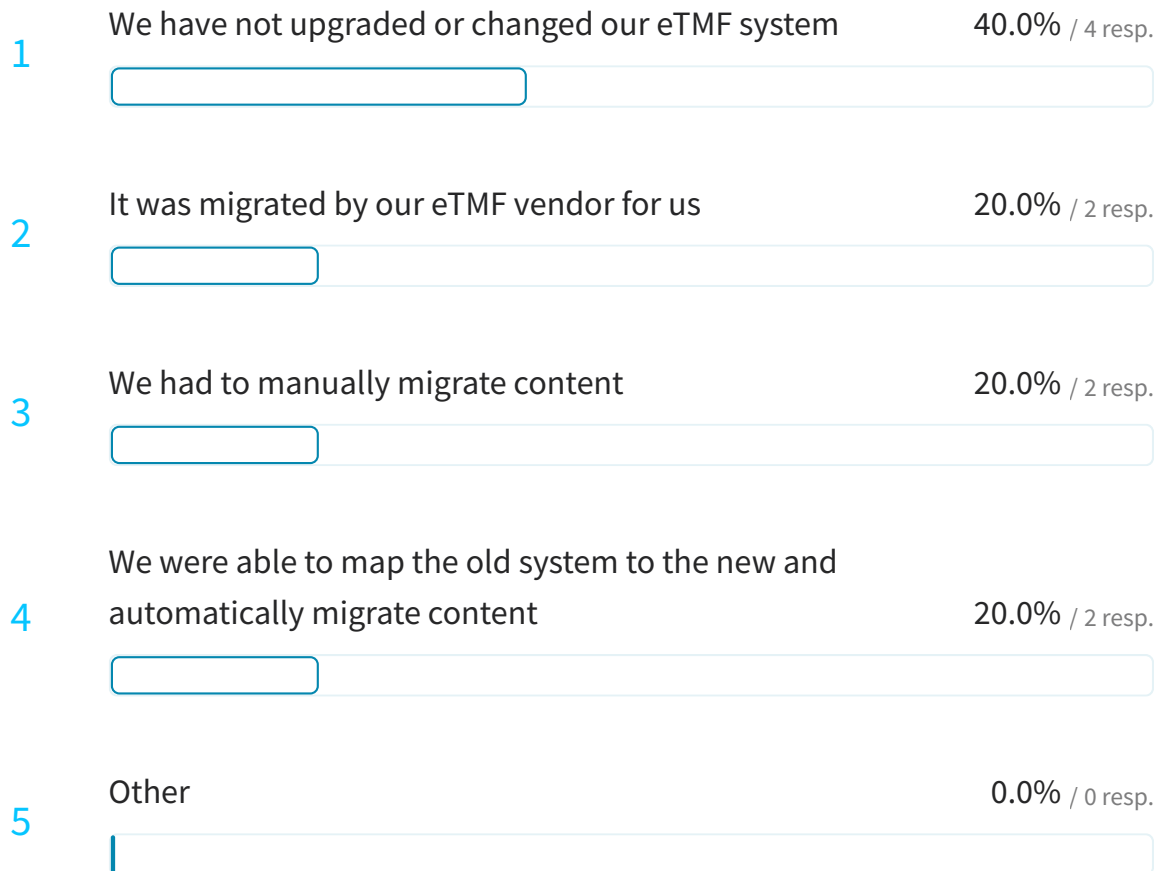 We have not upgraded or changed our eTMF system 40.0% / 4 resp.
1
It was migrated by our eTMF vendor for us 20.0% / 2 resp.
2
We had to manually migrate content 20.0% / 2 resp.
3
We were able to map the old system to the new and
automatically migrate content 20.0% / 2 resp.
4
Other 0.0% / 0 resp.
5